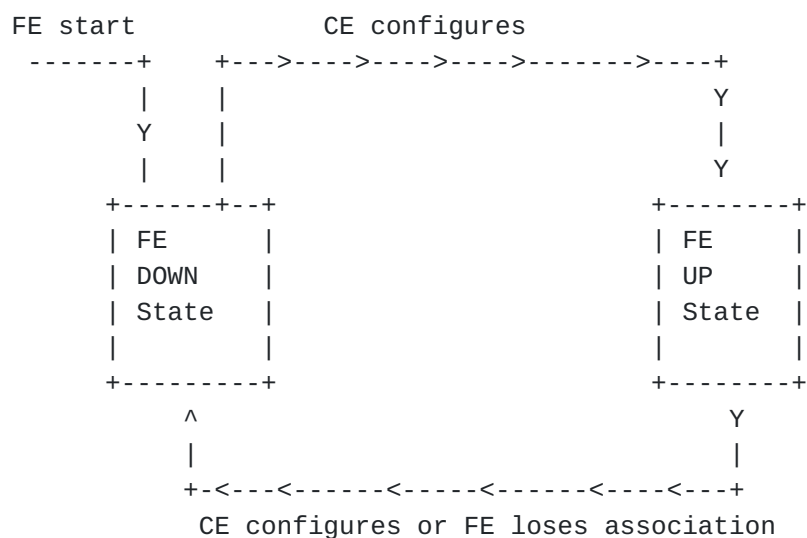 FE start                CE configures
 -------+    +--->---->---->---->------->----+
        |    |                               Y
        Y    |                               |
        |    |                               Y
      +------+--+                        +--------+
      | FE      |                        | FE     |
      | DOWN    |                        | UP     |
      | State   |                        | State  |
      |         |                        |        |
      +---------+                        +--------+
           ^                                  Y
           |                                  |
           +-<---<------<-----<------<----<---+
            CE configures or FE loses association